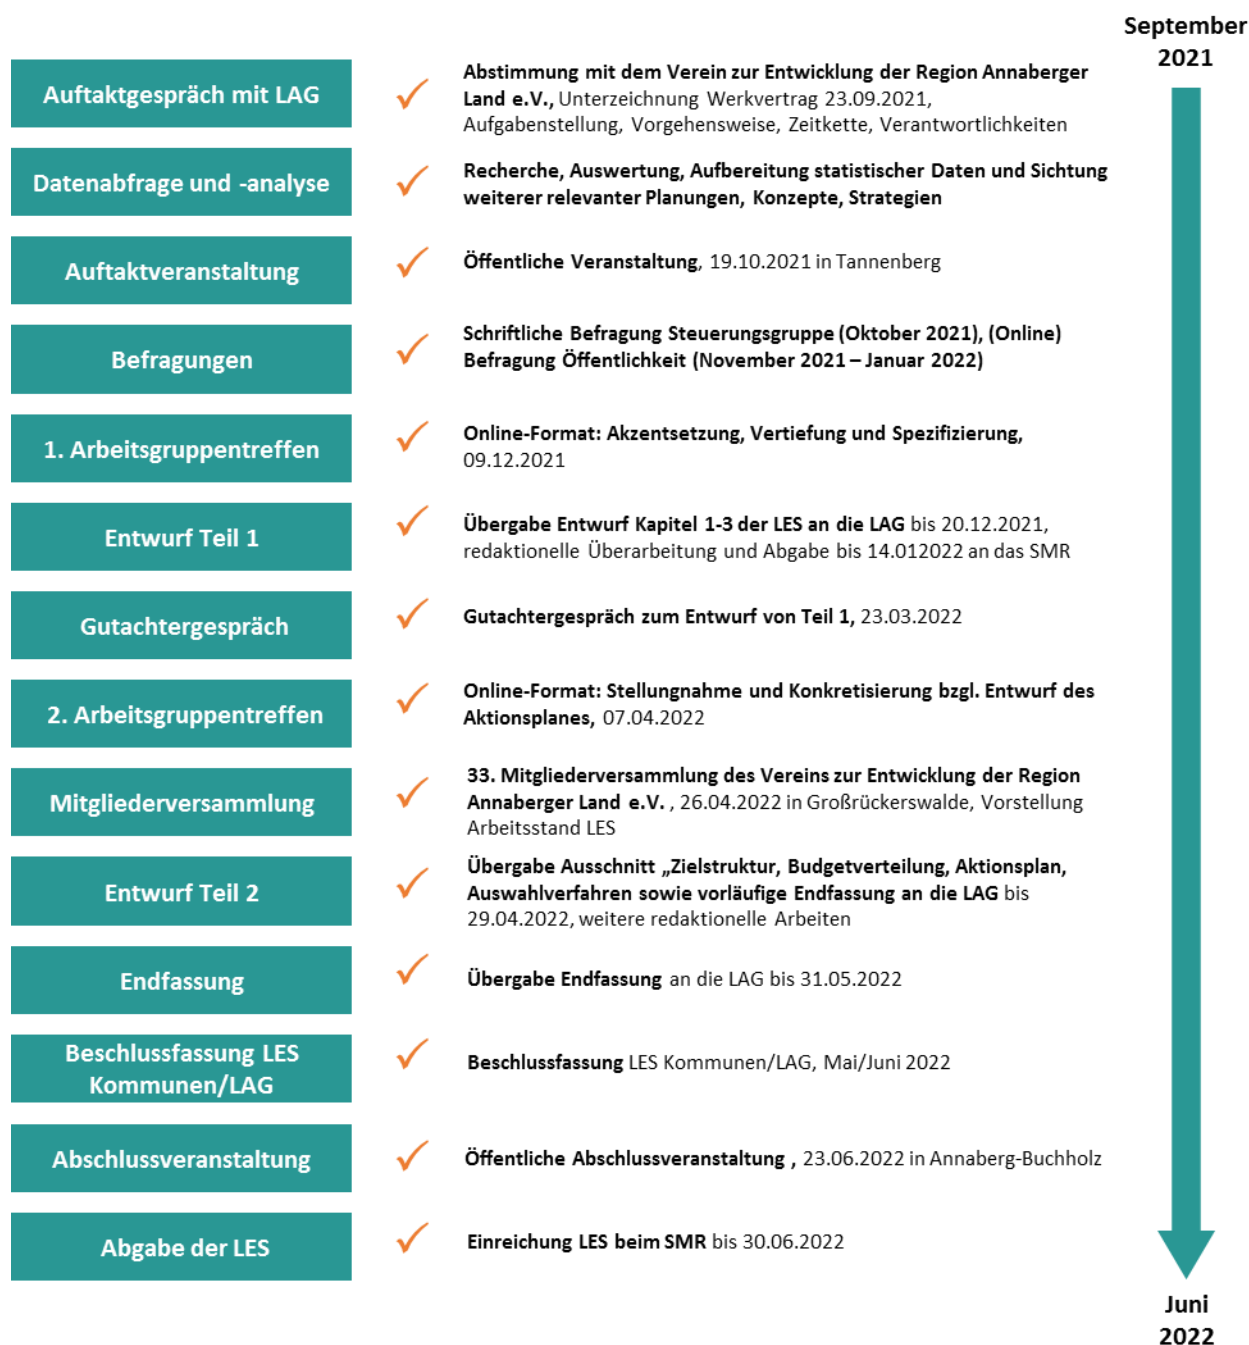 September
2021
Auftaktgespräch mit LAG
Abstimmung mit dem Verein zur Entwicklung der Region Annaberger
Land e.V., Unterzeichnung Werkvertrag 23.09.2021,
Aufgabenstellung, Vorgehensweise, Zeitkette, Verantwortlichkeiten
Datenabfrage und -analyse
Recherche, Auswertung, Aufbereitung statistischer Daten und Sichtung
weiterer relevanter Planungen, Konzepte, Strategien
Auftaktveranstaltung
Öffentliche Veranstaltung, 19.10.2021 in Tannenberg
Befragungen
Schriftliche Befragung Steuerungsgruppe (Oktober 2021), (Online)
Befragung Öffentlichkeit (November 2021 – Januar 2022)
1. Arbeitsgruppentreffen
Online-Format: Akzentsetzung, Vertiefung und Spezifizierung,
09.12.2021
Entwurf Teil 1
Übergabe Entwurf Kapitel 1-3 der LES an die LAG bis 20.12.2021,
redaktionelle Überarbeitung und Abgabe bis 14.012022 an das SMR
Gutachtergespräch
Gutachtergespräch zum Entwurf von Teil 1, 23.03.2022
2. Arbeitsgruppentreffen
Online-Format: Stellungnahme und Konkretisierung bzgl. Entwurf des
Aktionsplanes, 07.04.2022
Mitgliederversammlung
33. Mitgliederversammlung des Vereins zur Entwicklung der Region
Annaberger Land e.V. , 26.04.2022 in Großrückerswalde, Vorstellung
Arbeitsstand LES
Entwurf Teil 2
Übergabe Ausschnitt „Zielstruktur, Budgetverteilung, Aktionsplan,
Auswahlverfahren sowie vorläufige Endfassung an die LAG bis
29.04.2022, weitere redaktionelle Arbeiten
Endfassung
Übergabe Endfassung an die LAG bis 31.05.2022
Beschlussfassung LES
Kommunen/LAG
Beschlussfassung LES Kommunen/LAG, Mai/Juni 2022
Abschlussveranstaltung
Öffentliche Abschlussveranstaltung , 23.06.2022 in Annaberg-Buchholz
Abgabe der LES
Einreichung LES beim SMR bis 30.06.2022
Juni
2022